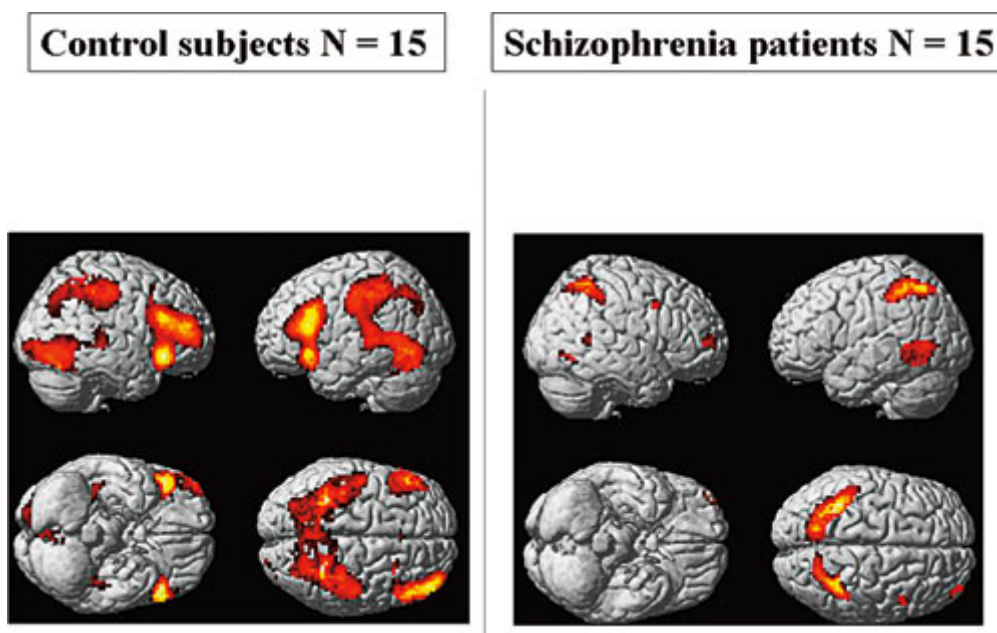 Control subjects N = 15
Schizophrenia patients N = 15